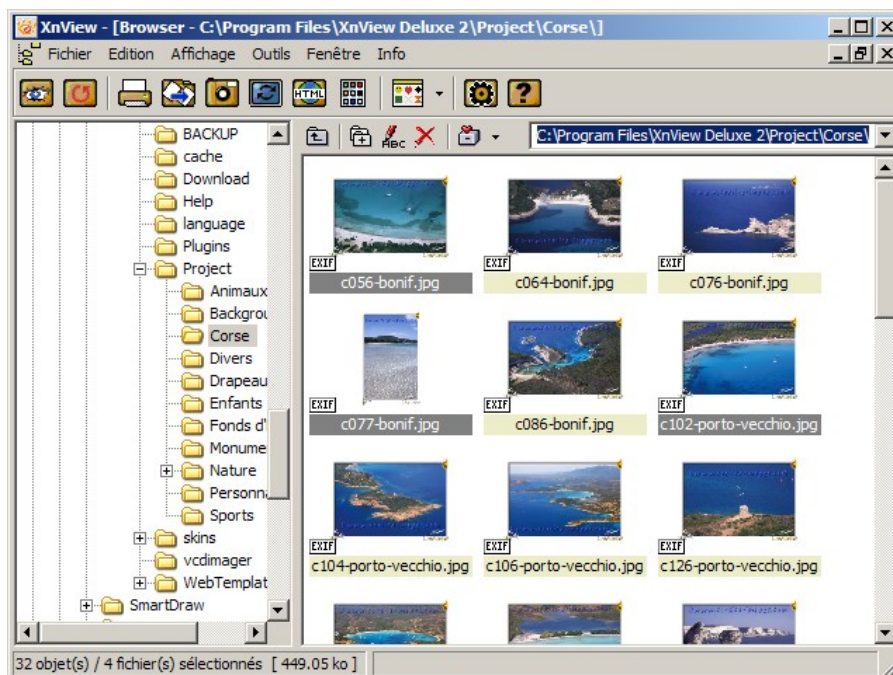 XnView - [Browser - C:\Program Files\XnView Deluxe 2\Project\Corse\]
Fichier Edition Affichage Outils Fenêtre Info
HTML
ABC
C:\Program Files\XnView Deluxe 2\Project\Corse\
BACKUP
cache
Download
Help
language
Plugins
Project
Animaux
Backgrou
Corse
Divers
Drapeau
Enfants
Fonds d'
Monume
Nature
Personna
Sports
skins
vcdimager
WebTemplat
SmartDraw
EXIF EXIF EXIF
c056-bonif.jpg c064-bonif.jpg c076-bonif.jpg
EXIF EXIF EXIF
c077-bonif.jpg c086-bonif.jpg c102-porto-vecchio.jpg
EXIF EXIF EXIF
c104-porto-vecchio.jpg c106-porto-vecchio.jpg c126-porto-vecchio.jpg
32 objet(s) / 4 fichier(s) sélectionnés [ 449.05 ko ]